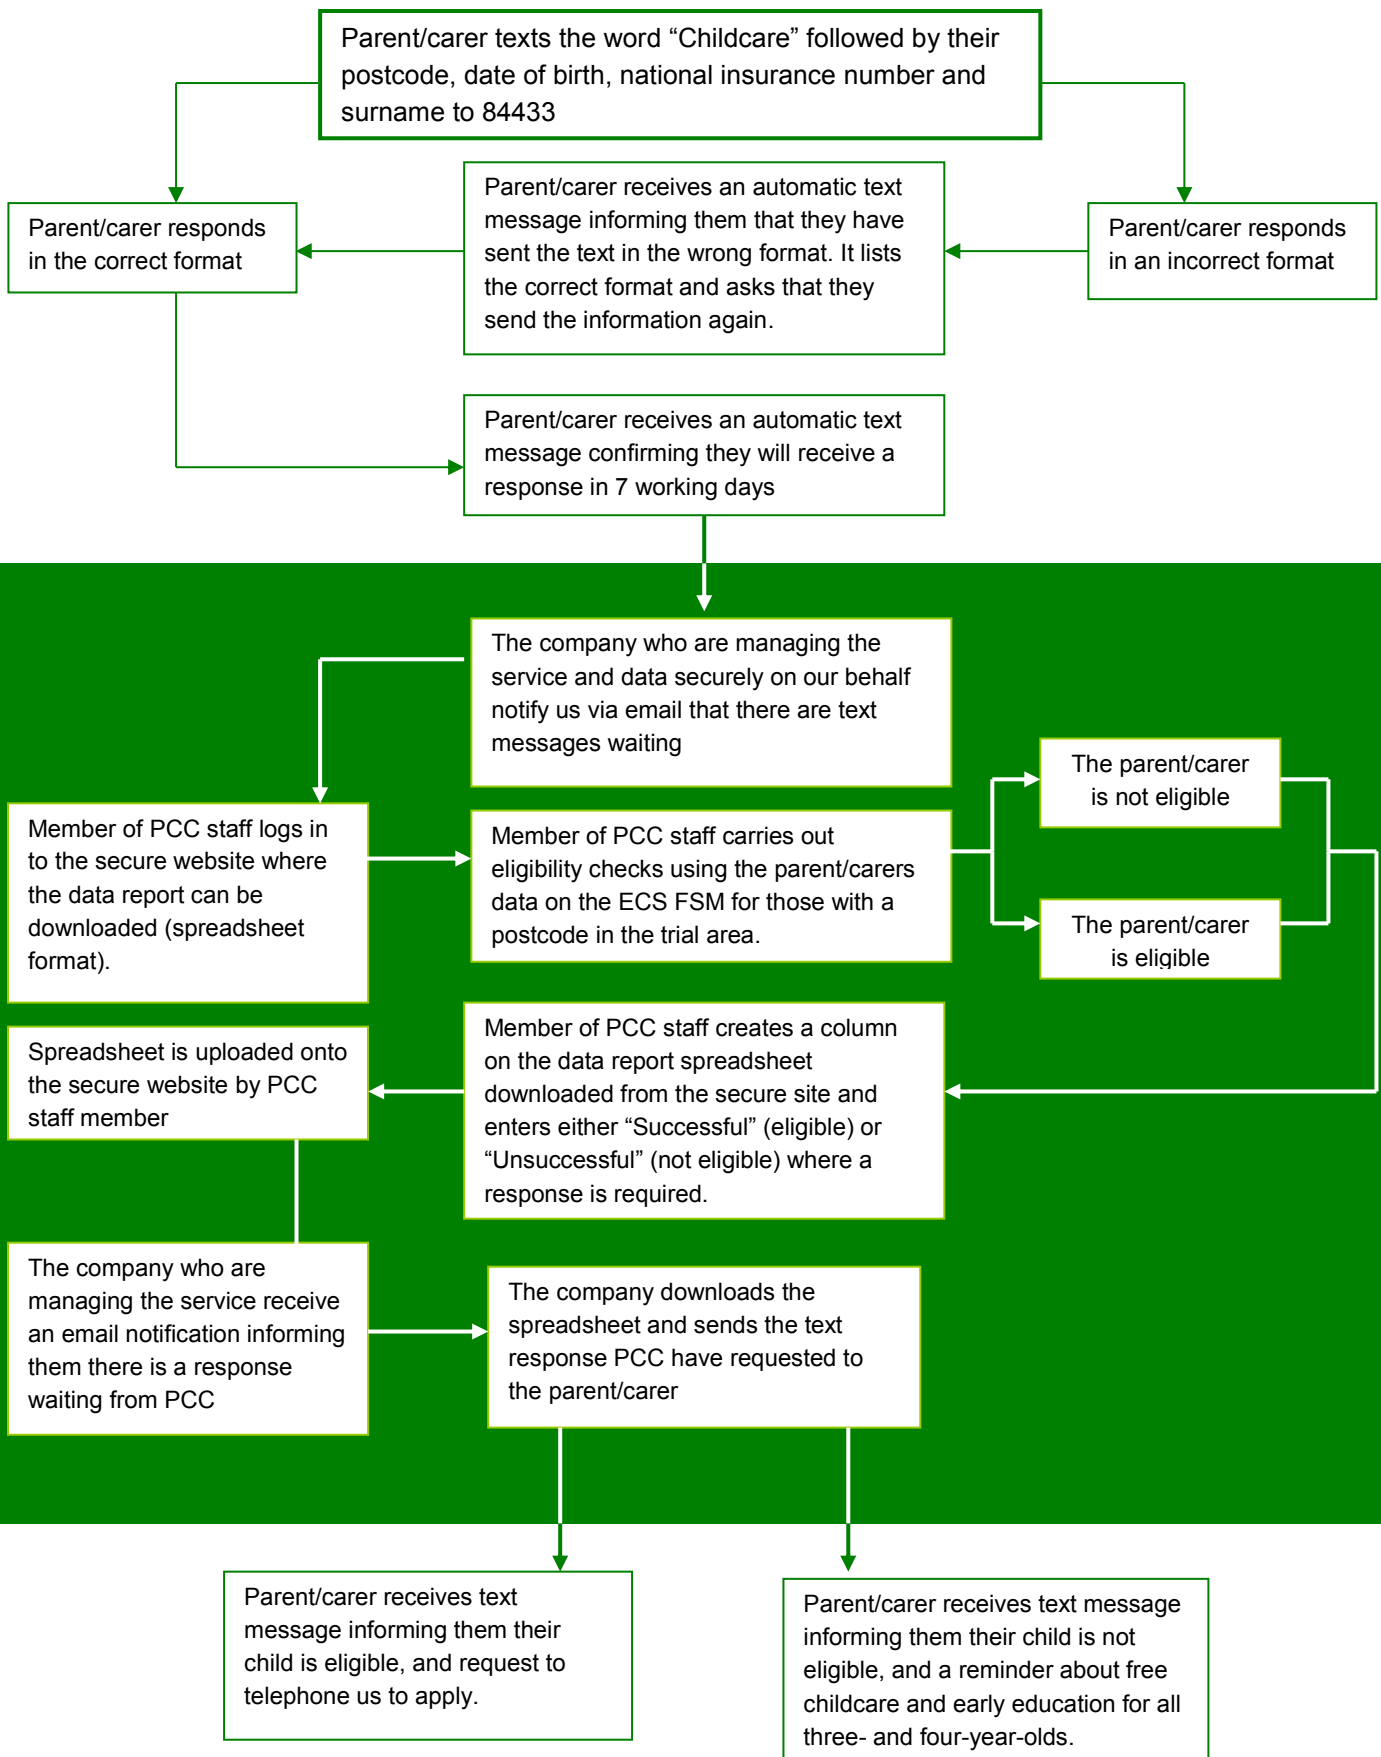 Parent/carer texts the word “Childcare” followed by their
postcode, date of birth, national insurance number and
surname to 84433
Parent/carer responds
in the correct format
Parent/carer receives an automatic text
message informing them that they have
sent the text in the wrong format. It lists
the correct format and asks that they
send the information again.
Parent/carer responds
in an incorrect format
Parent/carer receives an automatic text
message confirming they will receive a
response in 7 working days
The company who are managing the
service and data securely on our behalf
notify us via email that there are text
messages waiting
Member of PCC staff logs in
to the secure website where
the data report can be
downloaded (spreadsheet
format).
Member of PCC staff carries out
eligibility checks using the parent/carers
data on the ECS FSM for those with a
postcode in the trial area.
The parent/carer
is not eligible
The parent/carer
is eligible
Member of PCC staff creates a column
on the data report spreadsheet
downloaded from the secure site and
enters either “Successful” (eligible) or
“Unsuccessful” (not eligible) where a
response is required.
Spreadsheet is uploaded onto
the secure website by PCC
staff member
The company who are
managing the service receive
an email notification informing
them there is a response
waiting from PCC
The company downloads the
spreadsheet and sends the text
response PCC have requested to
the parent/carer
Parent/carer receives text
message informing them their
child is eligible, and request to
telephone us to apply.
Parent/carer receives text message
informing them their child is not
eligible, and a reminder about free
childcare and early education for all
three- and four-year-olds.